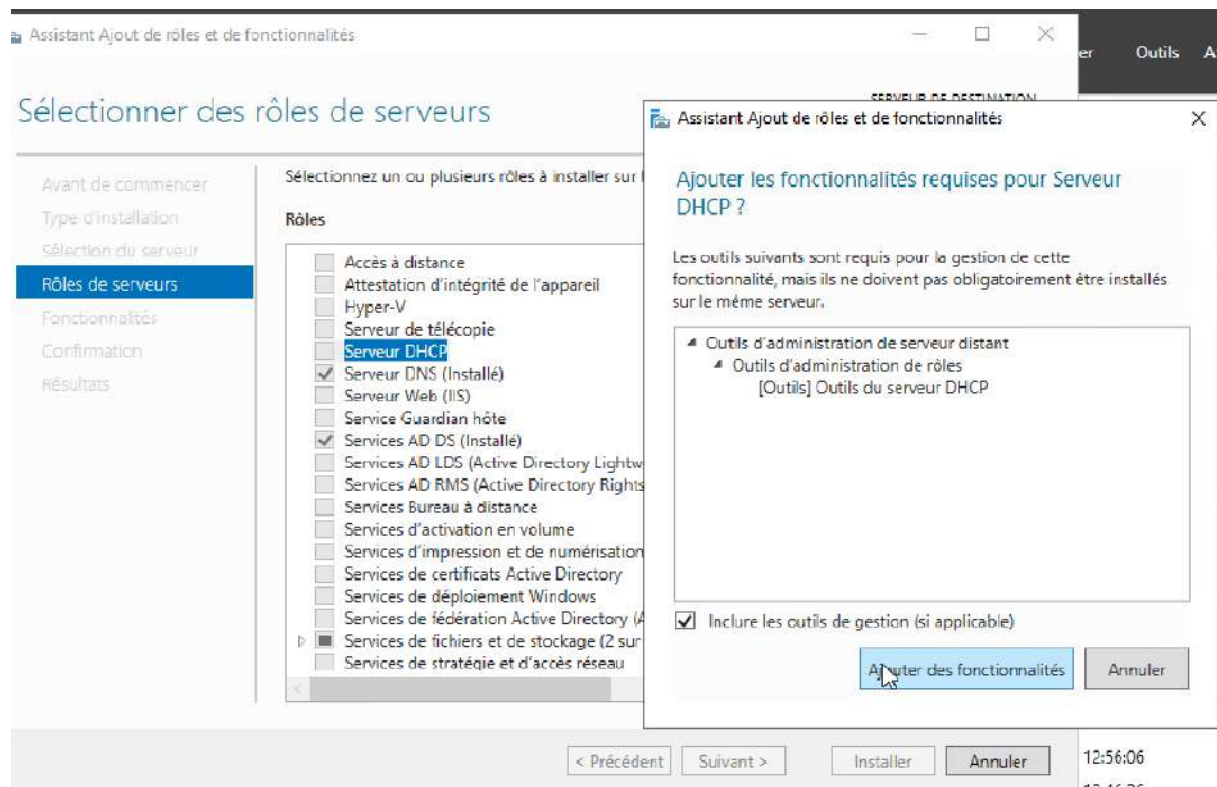 Assistant Ajout de rôles et de fonctionnalités
er Outils
Sélectionner des rôles de serveurs
SERVEUR DE DESTINATION
Avant de commencer
Type d'installation
Sélection du serveur
Rôles de serveurs
Fonctionnalités
Confirmation
Résultats
Sélectionnez un ou plusieurs rôles à installer sur
Rôles
Accès à distance
Attestation d'intégrité de l'appareil
Hyper-V
Serveur de télécopie
Serveur DHCP
Serveur DNS (Installé)
Serveur Web (IIS)
Service Guardian hôte
Services AD DS (Installé)
Services AD LDS (Active Directory Lightw
Services AD RMS (Active Directory Rights
Services Bureau à distance
Services d'activation en volume
Services d'impression et de numérisation
Services de certificats Active Directory
Services de déploiement Windows
Services de fédération Active Directory (A
Services de fichiers et de stockage (2 sur
Services de stratégie et d'accès réseau
Assistant Ajout de rôles et de fonctionnalités
Ajouter les fonctionnalités requises pour Serveur
DHCP ?
Les outils suivants sont requis pour la gestion de cette
fonctionnalité, mais ils ne doivent pas obligatoirement être installés
sur le même serveur.
Outils d'administration de serveur distant
Outils d'administration de rôles
[Outils] Outils du serveur DHCP
Inclure les outils de gestion (si applicable)
Ajouter des fonctionnalités Annuler
< Précédent Suivant > Installer Annuler
12:56:06